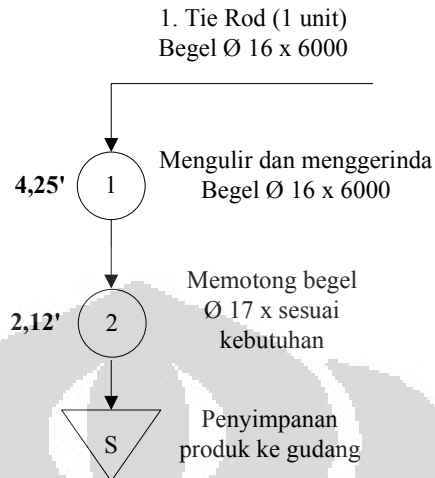 1. Tie Rod (1 unit)
Begel Ø 16 x 6000
4,25'
1
Mengulir dan menggerinda
Begel Ø 16 x 6000
2,12'
2
Memotong begel
Ø 17 x sesuai
kebutuhan
S
Penyimpanan
produk ke gudang